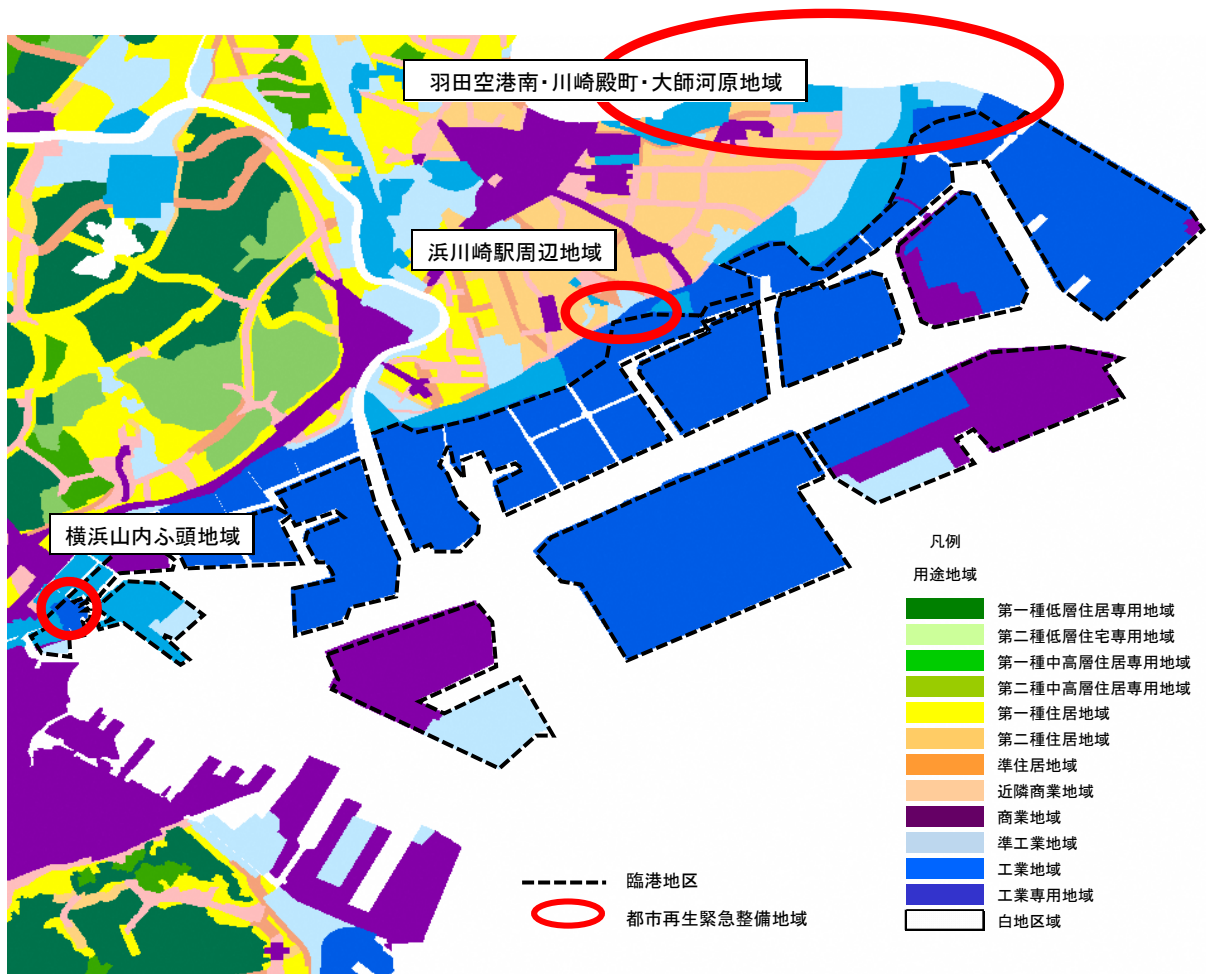 羽田空港南・川崎殿町・大師河原地域
浜川崎駅周辺地域
横浜山内ふ頭地域
凡例
用途地域
第一種低層住居専用地域
第二種低層住宅専用地域
第一種中高層住居専用地域
第二種中高層住居専用地域
第一種住居地域
第二種住居地域
準住居地域
近隣商業地域
商業地域
準工業地域
工業地域
工業専用地域
白地区域
臨港地区
都市再生緊急整備地域